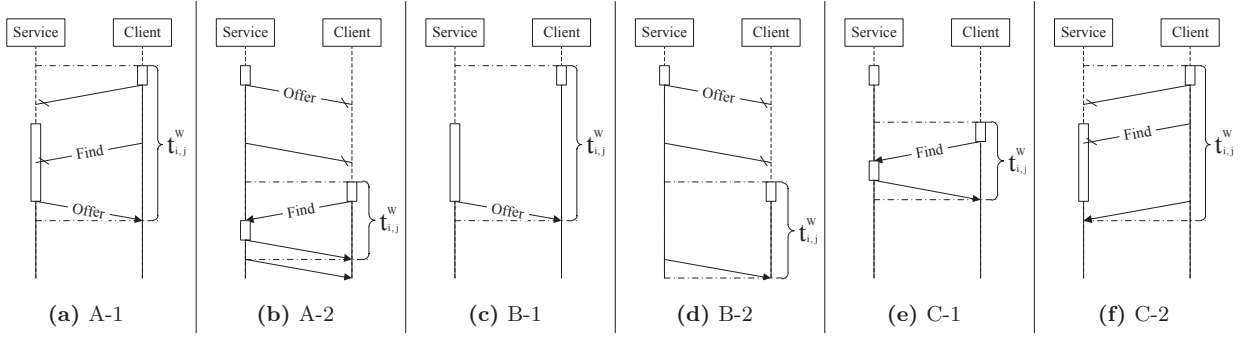 Service Client Service Client Service Client Service Client Service Client Service Client
Offer Offer
Find Find Find
t^W_{i,j} t^W_{i,j} t^W_{i,j} t^W_{i,j} t^W_{i,j} t^W_{i,j}
Offer Find Offer
(a) A-1 (b) A-2 (c) B-1 (d) B-2 (e) C-1 (f) C-2